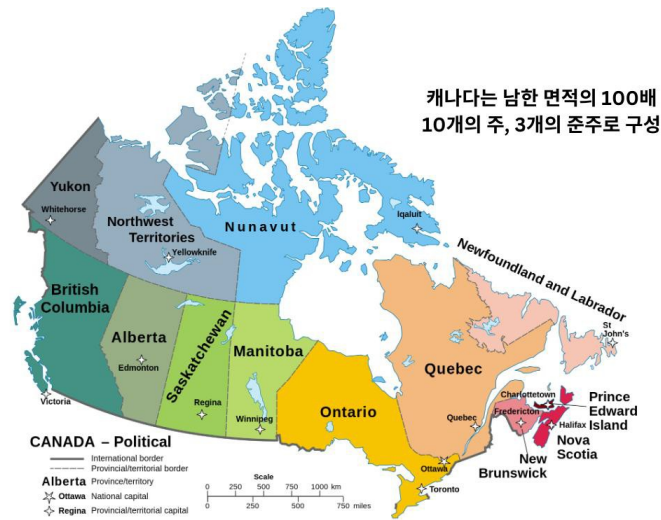 캐나다는 남한 면적의 100배
10개의 주, 3개의 준주로 구성
Yukon
Whitehorse
Northwest
Territories
Yellowknife
Nunavut
Iqaluit
Newfoundland and Labrador
St
John's
British
Columbia
Victoria
Alberta
Edmonton
Saskatchewan
Regina
Manitoba
Winnipeg
Ontario
Ottawa
Toronto
Quebec
Quebec
Charlottetown
Fredericton
Halifax
Prince
Edward
Island
Nova
Scotia
New
Brunswick
CANADA – Political
International border
Provincial/territorial border
Alberta Province/territory
Ottawa National capital
Regina Provincial/territorial capital
Scale
0 250 500 750 1000 km
0 250 500 750 miles